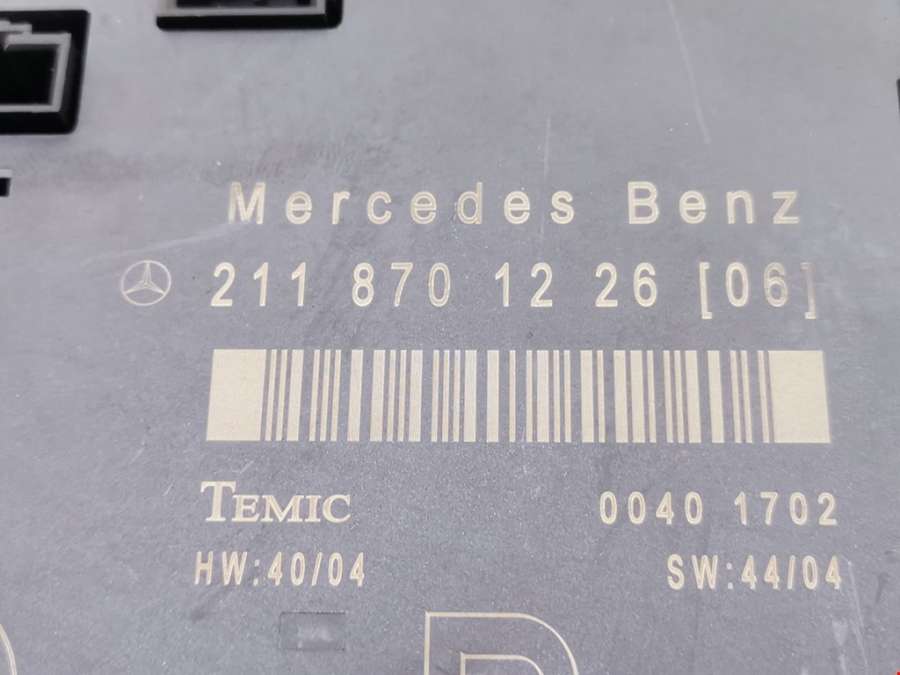 Mercedes Benz
211 870 12 26 [06]
TEMIC 0040 1702
HW:40/04 SW:44/04